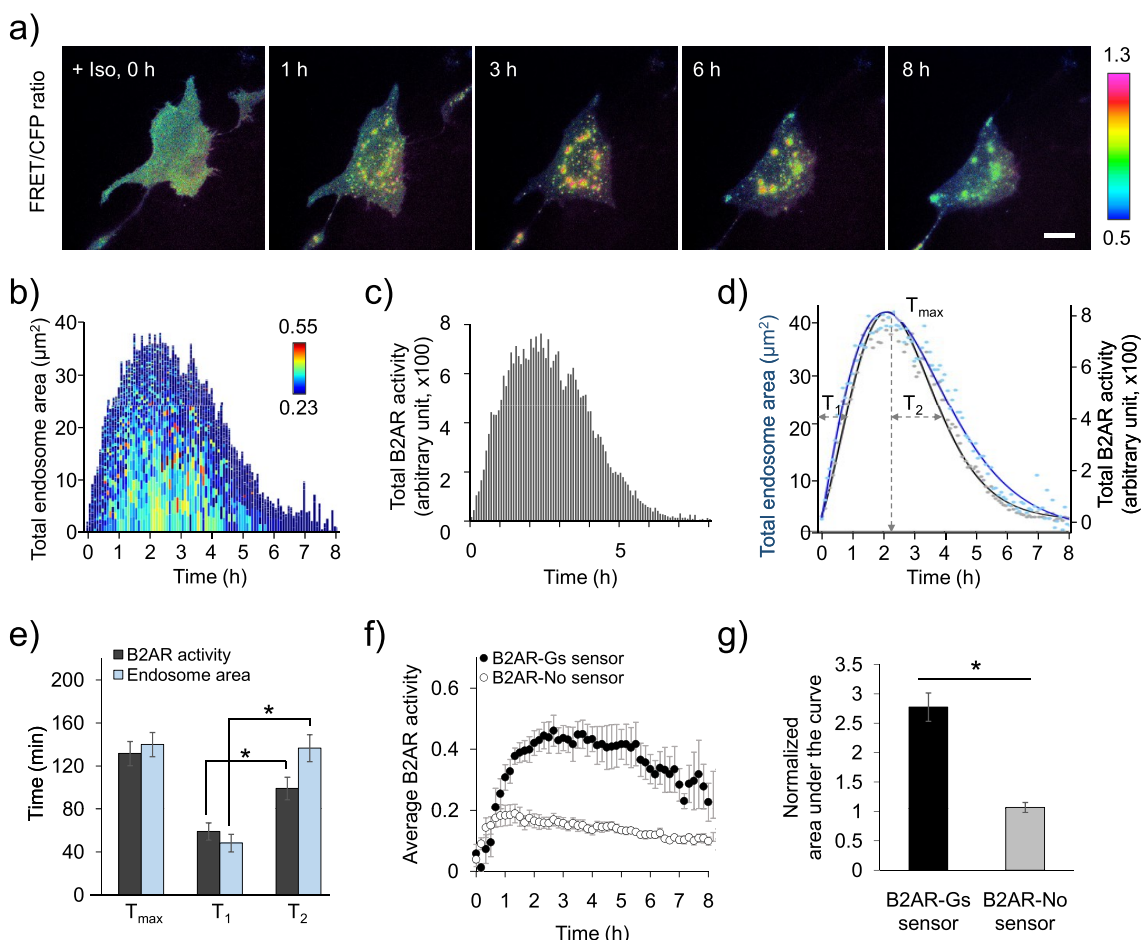 a)
FRET/CFP ratio
+ Iso, 0 h
1 h
3 h
6 h
8 h
1.3
0.5
b)
Total endosome area (μm²)
40
30
20
10
0
0 1 2 3 4 5 6 7 8
Time (h)
0.55
0.23
c)
Total B2AR activity
(arbitrary unit, x100)
8
6
4
2
0
0 5
Time (h)
d)
Total endosome area (μm²)
40
30
20
10
0
T₁
T₂
Tmax
0 1 2 3 4 5 6 7 8
Time (h)
8
6
4
2
0
Total B2AR activity
(arbitrary unit, x100)
e)
B2AR activity
Endosome area
Time (min)
200
160
120
80
40
0
*
*
Tmax T₁ T₂
f)
B2AR-Gs sensor
B2AR-No sensor
Average B2AR activity
0.6
0.4
0.2
0
0 1 2 3 4 5 6 7 8
Time (h)
g)
Normalized
area under the curve
3.5
3
2.5
2
1.5
1
0.5
0
*
B2AR-Gs
sensor
B2AR-No
sensor